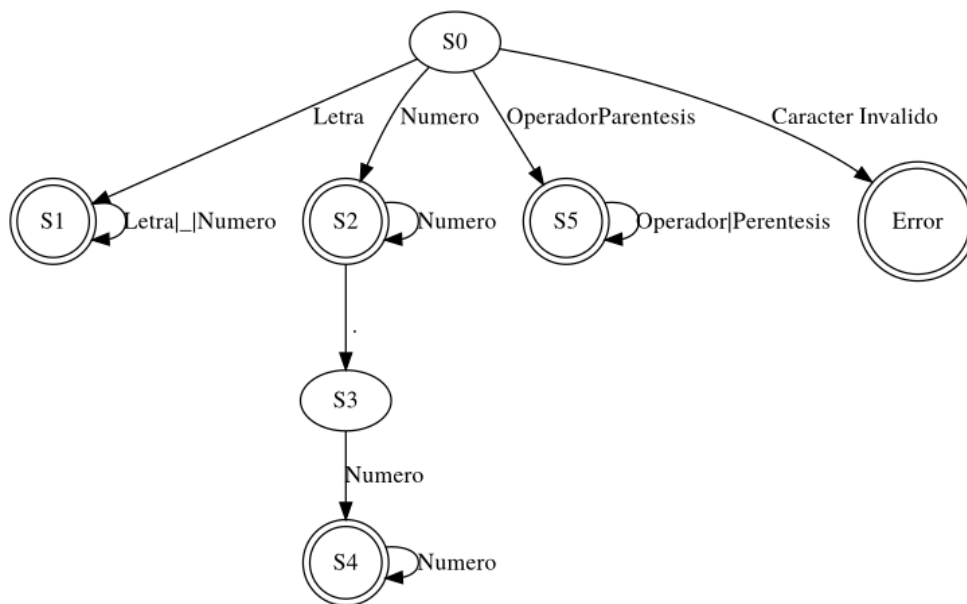 S0
Letra
Numero
OperadorParentesis
Caracter Invalido
S1
Letra|_|Numero
S2
Numero
S5
Operador|Perentesis
Error
.
S3
Numero
S4
Numero